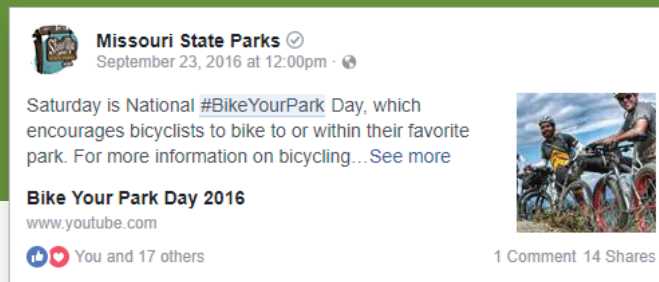 Missouri State Parks
September 23, 2016 at 12:00pm ·
Saturday is National #BikeYourPark Day, which
encourages bicyclists to bike to or within their favorite
park. For more information on bicycling...See more
Bike Your Park Day 2016
www.youtube.com
You and 17 others
1 Comment 14 Shares